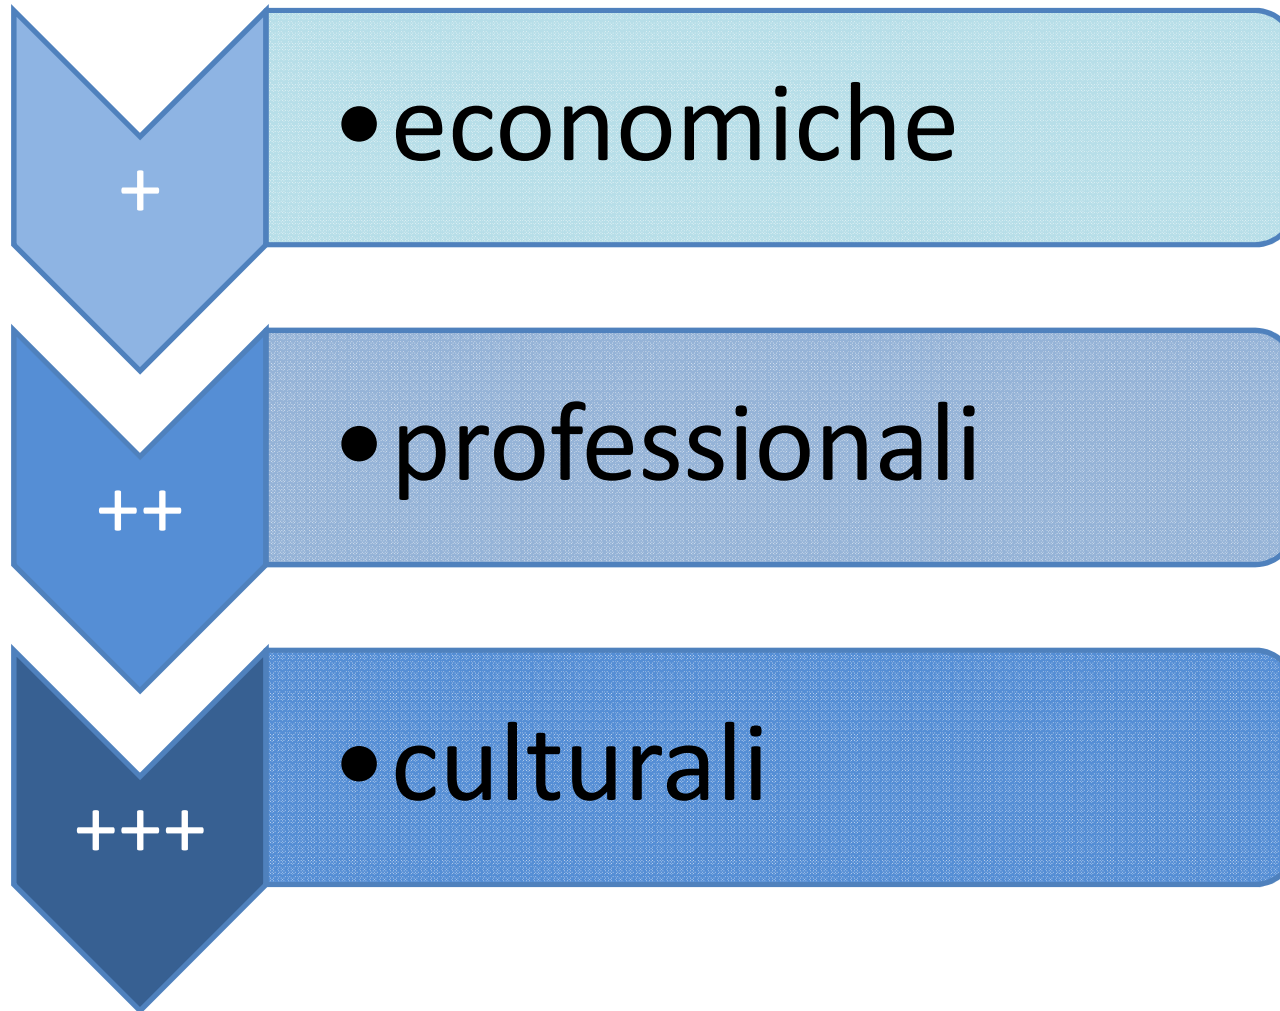 +
•economiche
++
•professionali
+++
•culturali